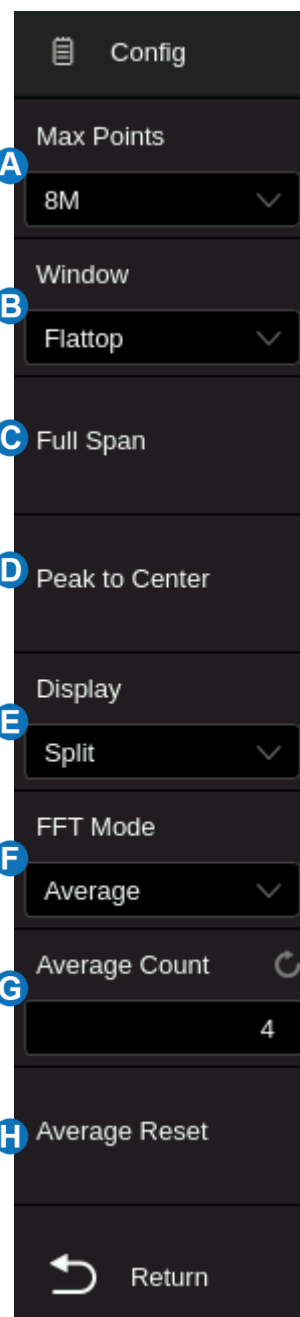 Config
Max Points
A
8M
Window
B
Flattop
C Full Span
D Peak to Center
Display
E
Split
FFT Mode
F
Average
Average Count
G
4
H Average Reset
Return